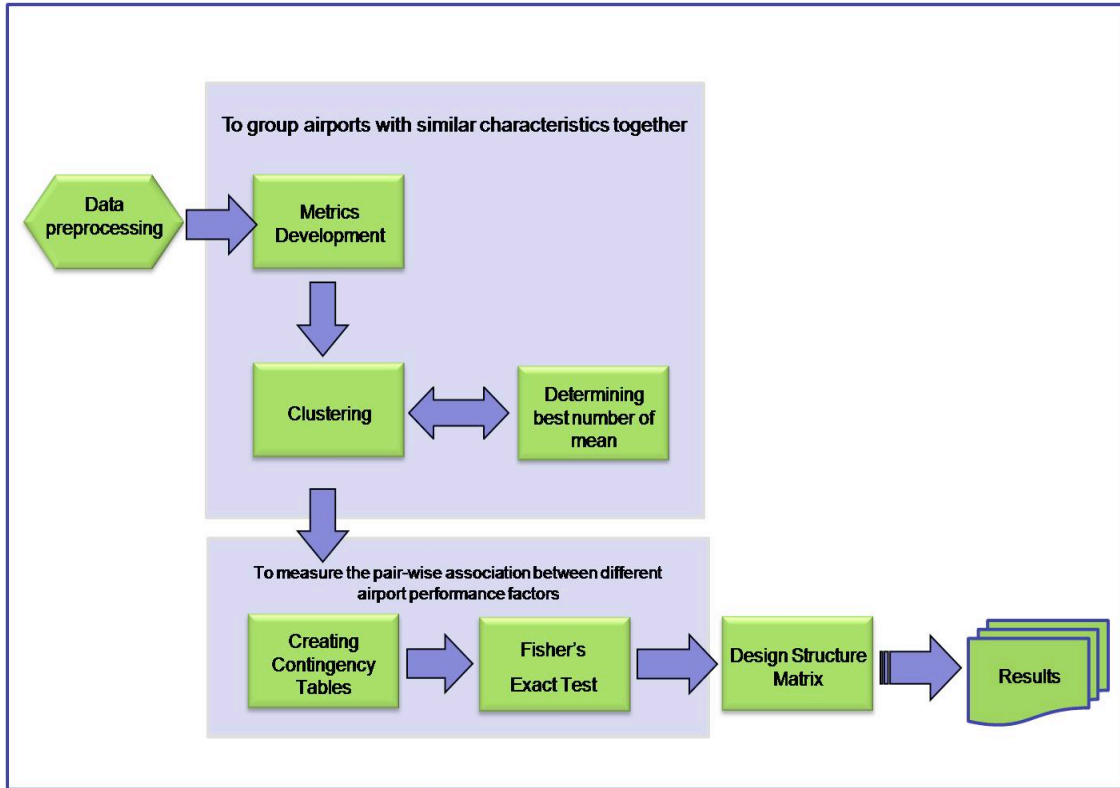 To group airports with similar characteristics together
Data
preprocessing
Metrics
Development
Clustering
Determining
best number of
mean
To measure the pair-wise association between different
airport performance factors
Creating
Contingency
Tables
Fisher's
Exact Test
Design Structure
Matrix
Results